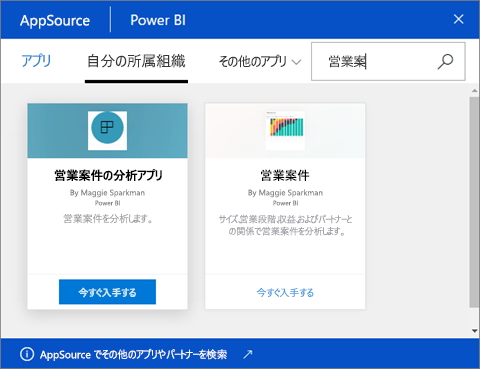 AppSource
Power BI
アプリ
自分の所属組織
その他のアプリ
営業案
営業案件の分析アプリ
By Maggie Sparkman
Power BI
営業案件を分析します。
今すぐ入手する
営業案件
By Maggie Sparkman
Power BI
サイズ,営業段階,収益,およびパートナーと
の関係で営業案件を分析します。
今すぐ入手する
AppSource でその他のアプリやパートナーを検索